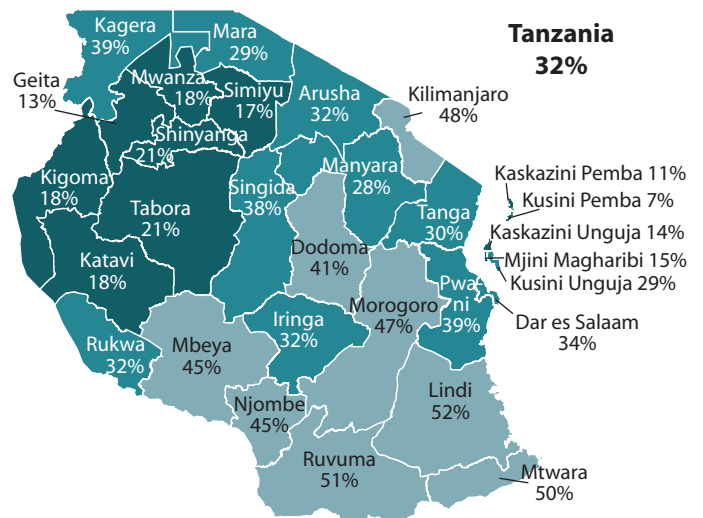 Tanzania
32%
Kagera
39%
Mara
29%
Geita
13%
Mwanza
18%
Simiyu
17%
Arusha
32%
Kilimanjaro
48%
Shinyanga
21%
Kigoma
18%
Tabora
21%
Singida
38%
Manyara
28%
Tanga
30%
Kaskazini Pemba 11%
Kusini Pemba 7%
Kaskazini Unguja 14%
Mjini Magharibi 15%
Kusini Unguja 29%
Dar es Salaam
34%
Katavi
18%
Dodoma
41%
Morogoro
47%
Pwa-
ni
39%
Rukwa
32%
Mbeya
45%
Iringa
32%
Njombe
45%
Lindi
52%
Ruvuma
51%
Mtwara
50%